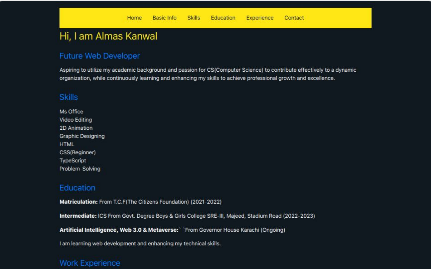 Home Basic Info Skills Education Experience Contact
Hi, I am Almas Kanwal
Future Web Developer
Aspiring to utilize my academic background and passion for CS(Computer Science) to contribute effectively to a dynamic
organization, while continuously learning and enhancing my skills to achieve professional growth and excellence.
Skills
Ms Office
Video Editing
2D Animation
Graphic Designing
HTML
CSS(Beginner)
TypeScript
Problem-Solving
Education
Matriculation: From T.C.F(The Citizens Foundation) (2021-2022)
Intermediate: ICS From Govt. Degree Boys & Girls College SRE-III, Majeed, Stadium Road (2022-2023)
Artificial Intelligence, Web 3.0 & Metaverse: From Governor House Karachi (Ongoing)
I am learning web development and enhancing my technical skills.
Work Experience